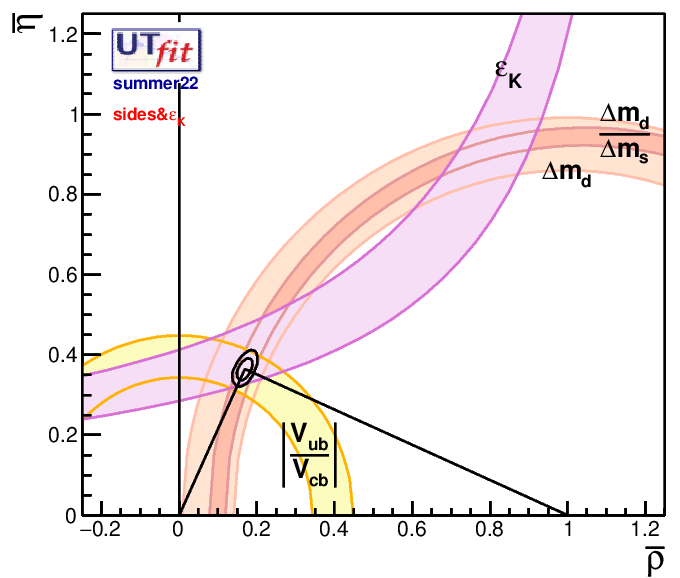 η̅
UTfit
summer22
sides&εK
εK
Δmd
Δms
Δmd
|Vub
Vcb|
1.2
1
0.8
0.6
0.4
0.2
0
−0.2 0 0.2 0.4 0.6 0.8 1 1.2
ρ̅